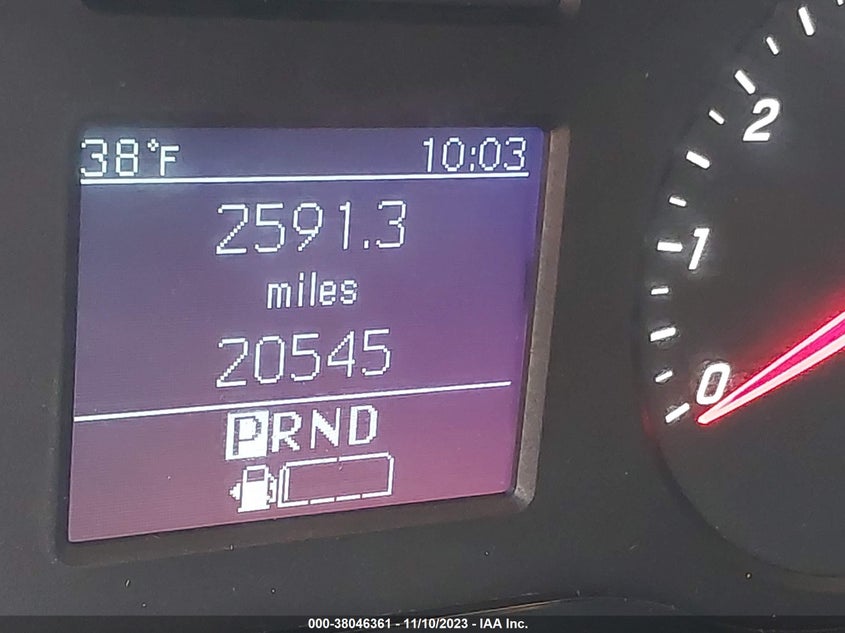 38°F 10:03
2591.3
miles
20545
PRND
2
1
0
000-38046361 - 11/10/2023 - IAA Inc.